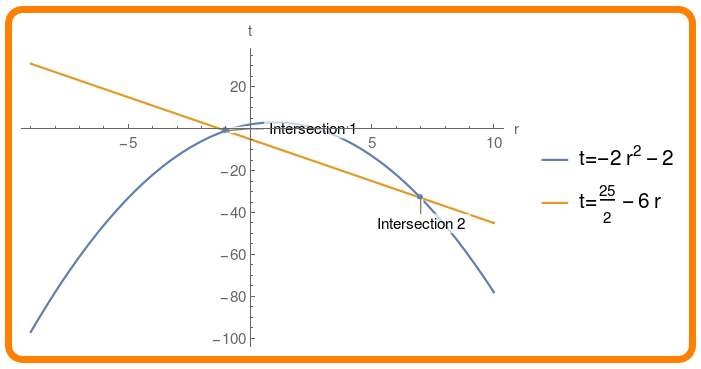 t
20
Intersection 1
r
−5
5
10
−20
−40
Intersection 2
−60
−80
−100
t=−2 r² − 2
t=25/2 − 6 r